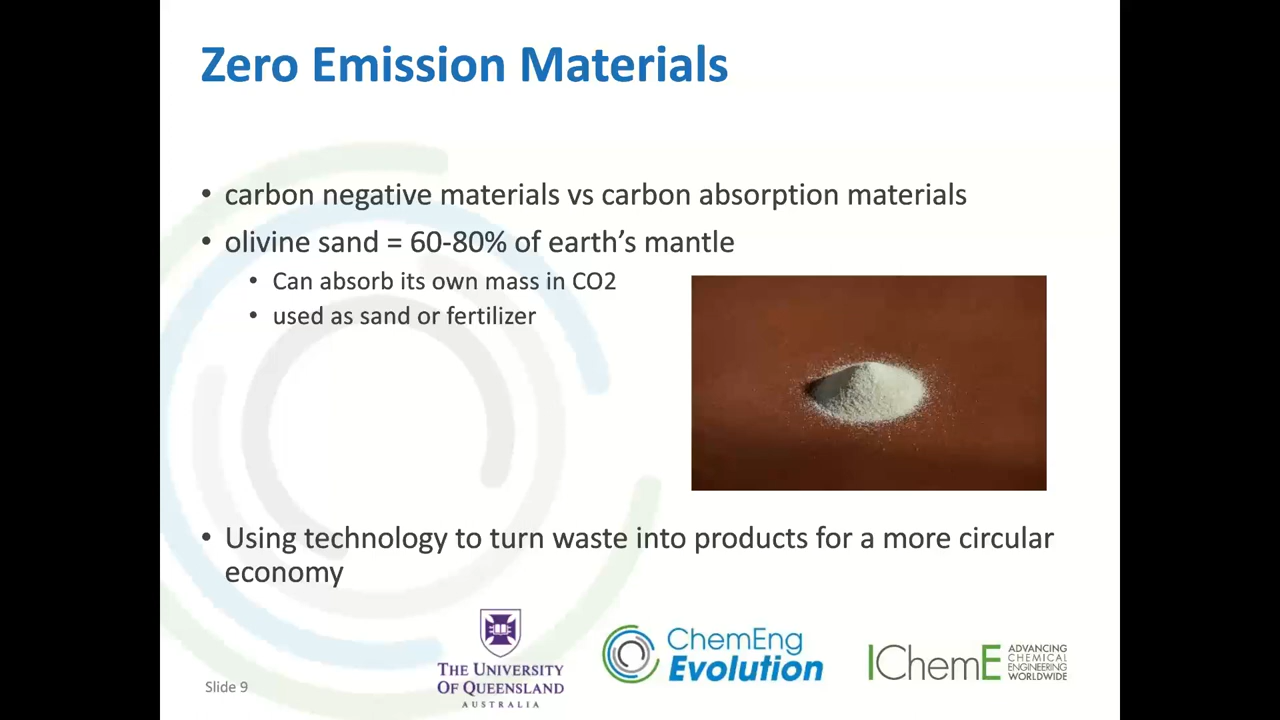 Zero Emission Materials
• carbon negative materials vs carbon absorption materials
• olivine sand = 60-80% of earth’s mantle
• Can absorb its own mass in CO2
• used as sand or fertilizer
• Using technology to turn waste into products for a more circular
economy
Slide 9
THE UNIVERSITY
OF QUEENSLAND
AUSTRALIA
ChemEng
Evolution
IChemE
ADVANCING
CHEMICAL
ENGINEERING
WORLDWIDE